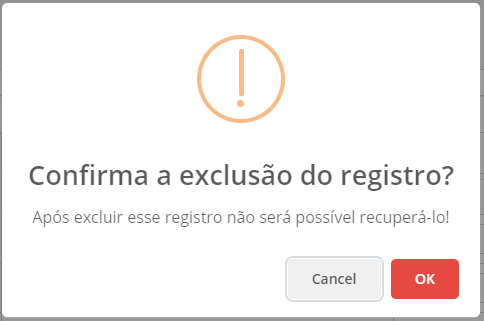 Confirma a exclusão do registro?
Após excluir esse registro não será possível recuperá-lo!
Cancel
OK